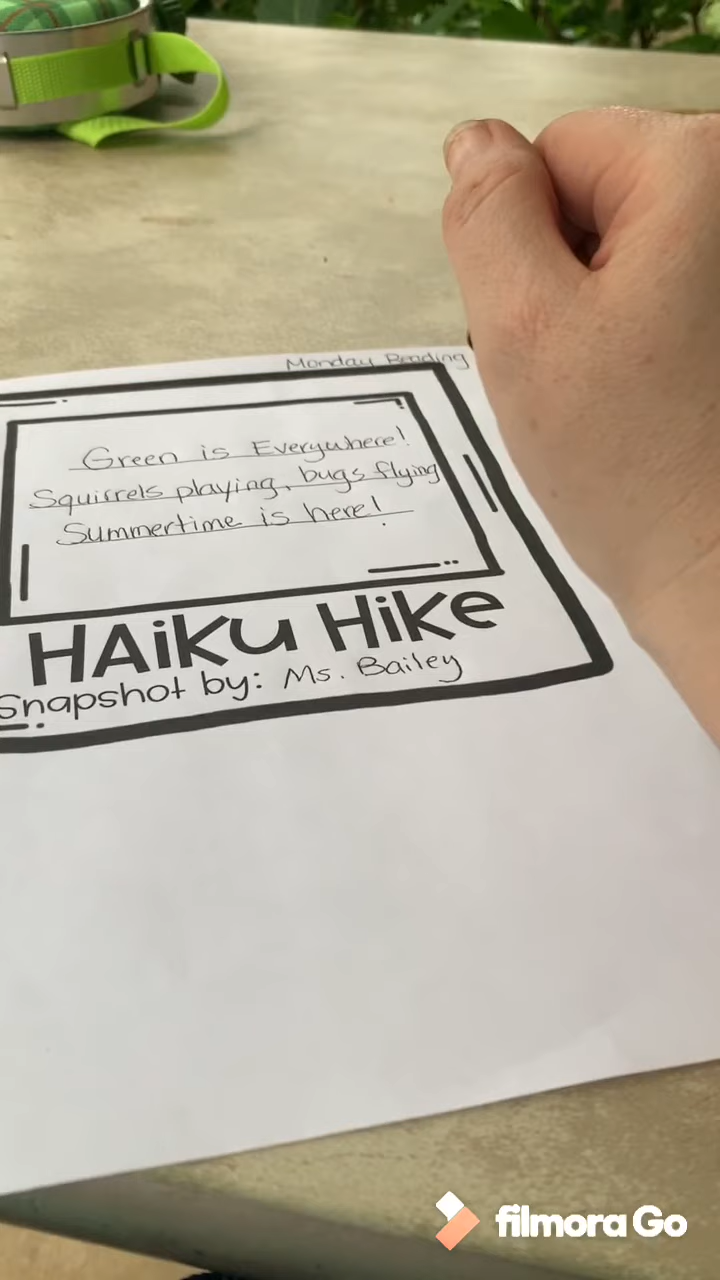 Monday Reading
Green is Everywhere!
Squirrels playing, bugs flying
Summertime is here!
HAiKU HiKe
Snapshot by: Ms. Bailey
filmora Go